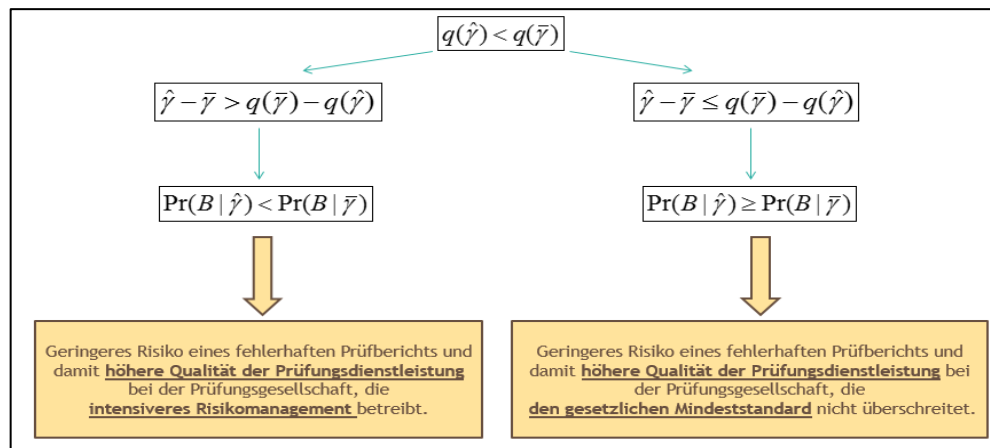 q(γ̂) < q(γ̄)
γ̂ − γ̄ > q(γ̄) − q(γ̂)
γ̂ − γ̄ ≤ q(γ̄) − q(γ̂)
Pr(B | γ̂) < Pr(B | γ̄)
Pr(B | γ̂) ≥ Pr(B | γ̄)
Geringeres Risiko eines fehlerhaften Prüfberichts und
damit höhere Qualität der Prüfungsdienstleistung
bei der Prüfungsgesellschaft, die
intensiveres Risikomanagement betreibt.
Geringeres Risiko eines fehlerhaften Prüfberichts und
damit höhere Qualität der Prüfungsdienstleistung bei
der Prüfungsgesellschaft, die
den gesetzlichen Mindeststandard nicht überschreitet.